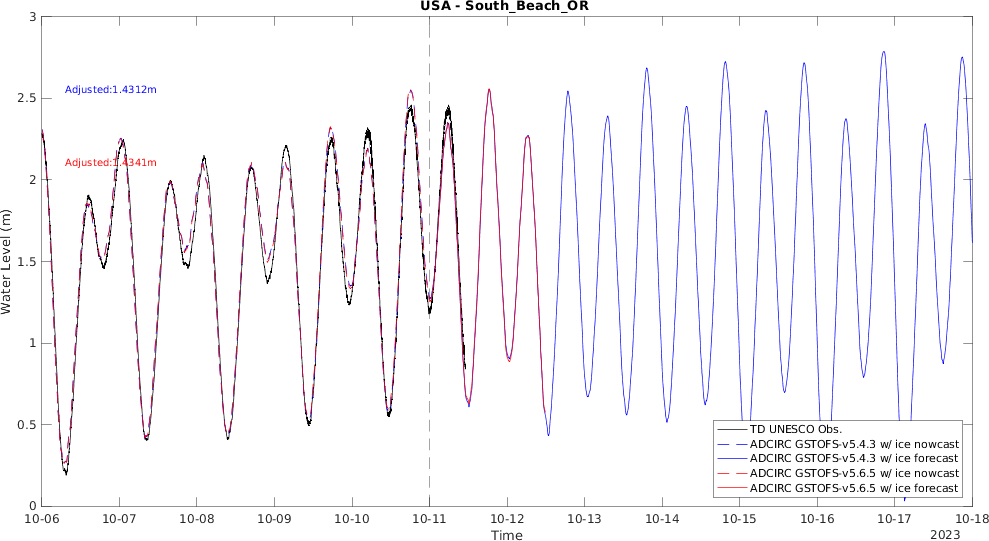 USA - South_Beach_OR
3
2.5
2
1.5
1
0.5
0
Water Level (m)
Adjusted:1.4312m
Adjusted:1.4341m
TD UNESCO Obs.
ADCIRC GSTOFS-v5.4.3 w/ ice nowcast
ADCIRC GSTOFS-v5.4.3 w/ ice forecast
ADCIRC GSTOFS-v5.6.5 w/ ice nowcast
ADCIRC GSTOFS-v5.6.5 w/ ice forecast
10-06 10-07 10-08 10-09 10-10 10-11 10-12 10-13 10-14 10-15 10-16 10-17 10-18
Time
2023